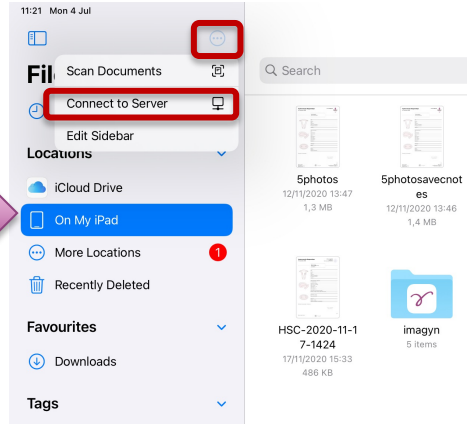 11:21 Mon 4 Jul
Fil
Scan Documents
Connect to Server
Edit Sidebar
Locations
iCloud Drive
On My iPad
More Locations
1
Recently Deleted
Favourites
Downloads
Tags
Search
5photos
12/11/2020 13:47
1,3 MB
5photosavecnot
es
12/11/2020 13:46
1,4 MB
HSC-2020-11-1
7-1424
17/11/2020 15:33
486 KB
imagyn
5 items